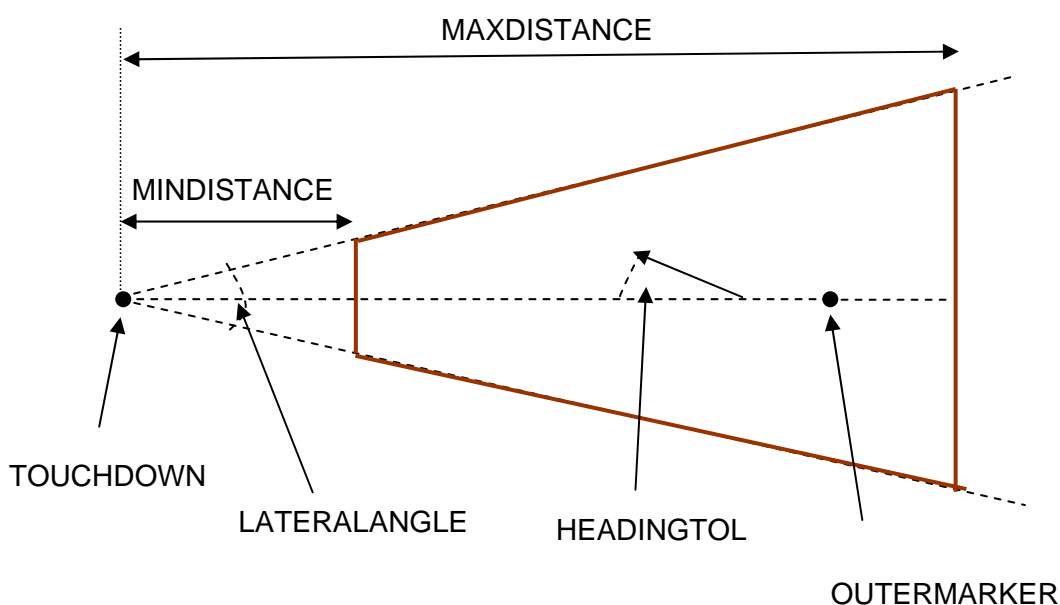 MAXDISTANCE
MINDISTANCE
TOUCHDOWN
LATERALANGLE
HEADINGTOL
OUTERMARKER